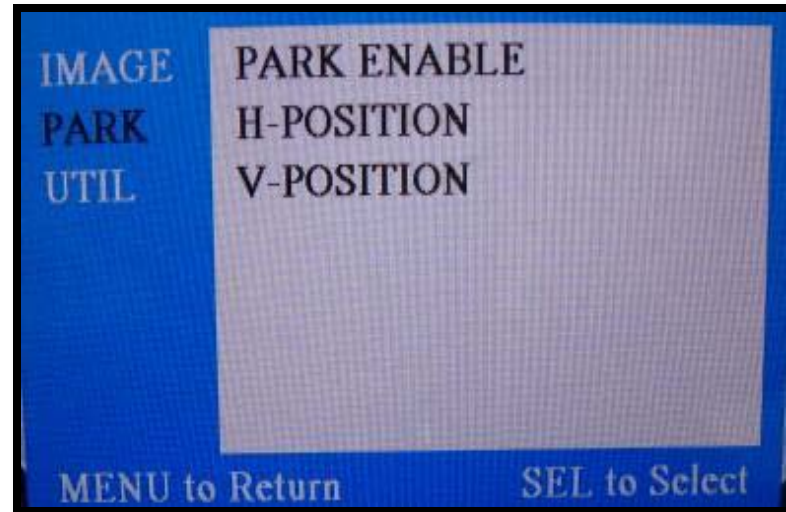 IMAGE
PARK
UTIL
PARK ENABLE
H-POSITION
V-POSITION
MENU to Return
SEL to Select